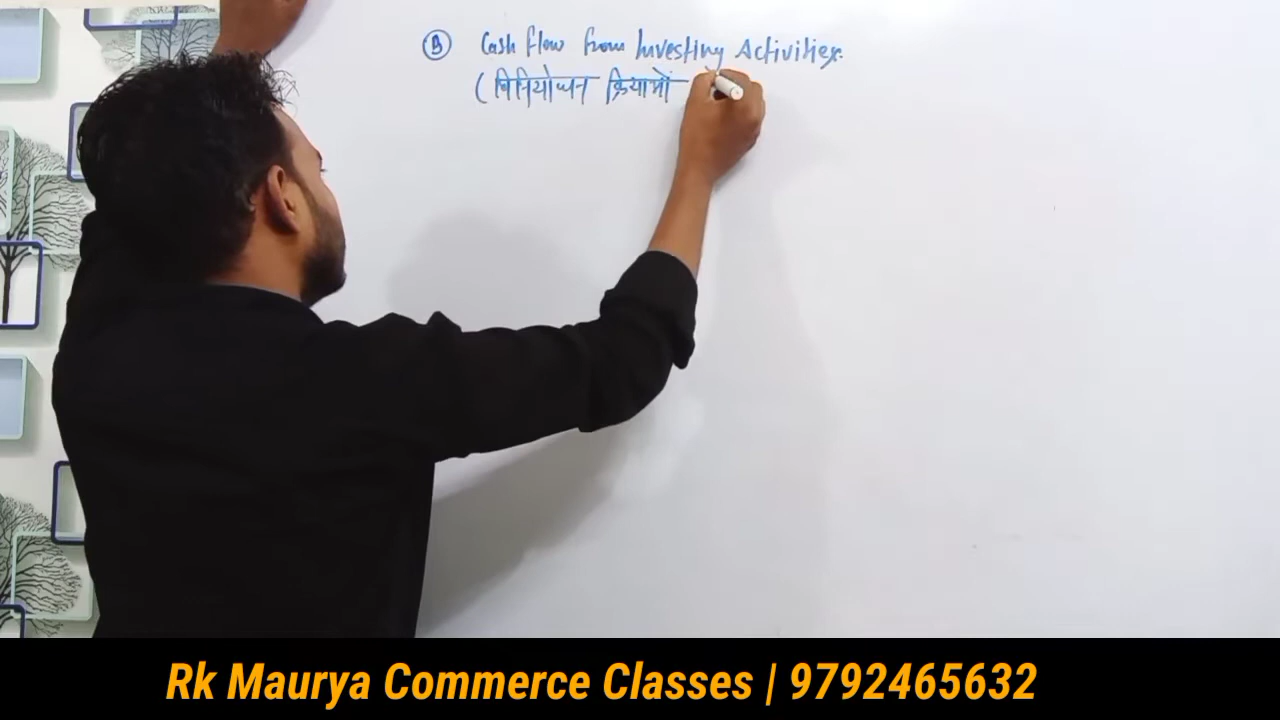 Ⓑ Cash flow from Investing Activities.
(विनियोजन क्रियाओं
Rk Maurya Commerce Classes | 9792465632